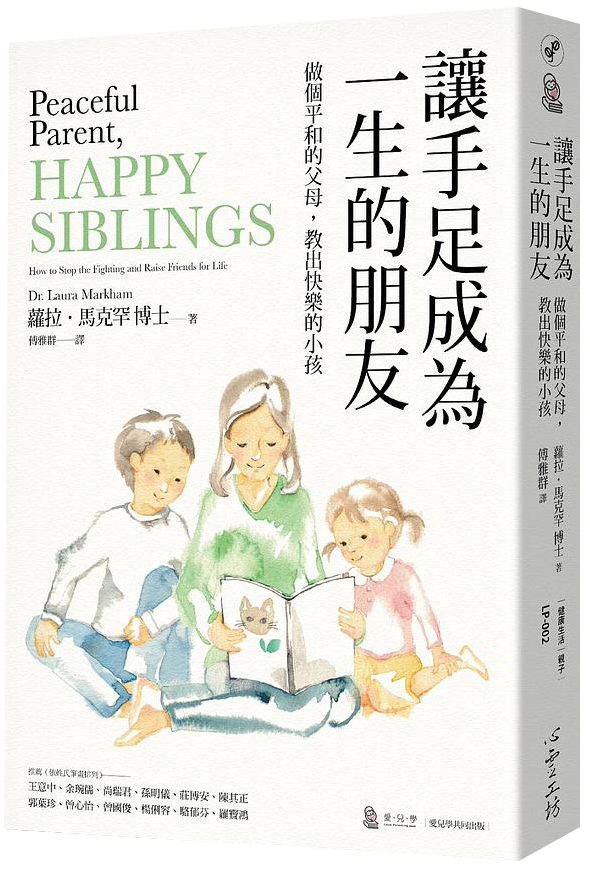 Peaceful
Parent,
HAPPY
SIBLINGS
How to Stop the Fighting and Raise Friends for Life
Dr. Laura Markham
蘿拉·馬克罕 博士——著
傅雅群——譯
讓手足成為
一生的朋友
做個平和的父母，教出快樂的小孩
推薦（依姓氏筆畫排列）
王意中、余琬儒、尚瑞君、孫明儀、莊博安、陳其正
郭葉珍、曾心怡、曾國俊、楊俐容、駱郁芬、羅寶鴻
愛·兒·學
愛兒學共同出版
讓手足成為
一生的朋友
做個平和的父母，
教出快樂的小孩
蘿拉·馬克罕 博士 著
傅雅群 譯
健康生活｜親子
LP-002
心靈工坊